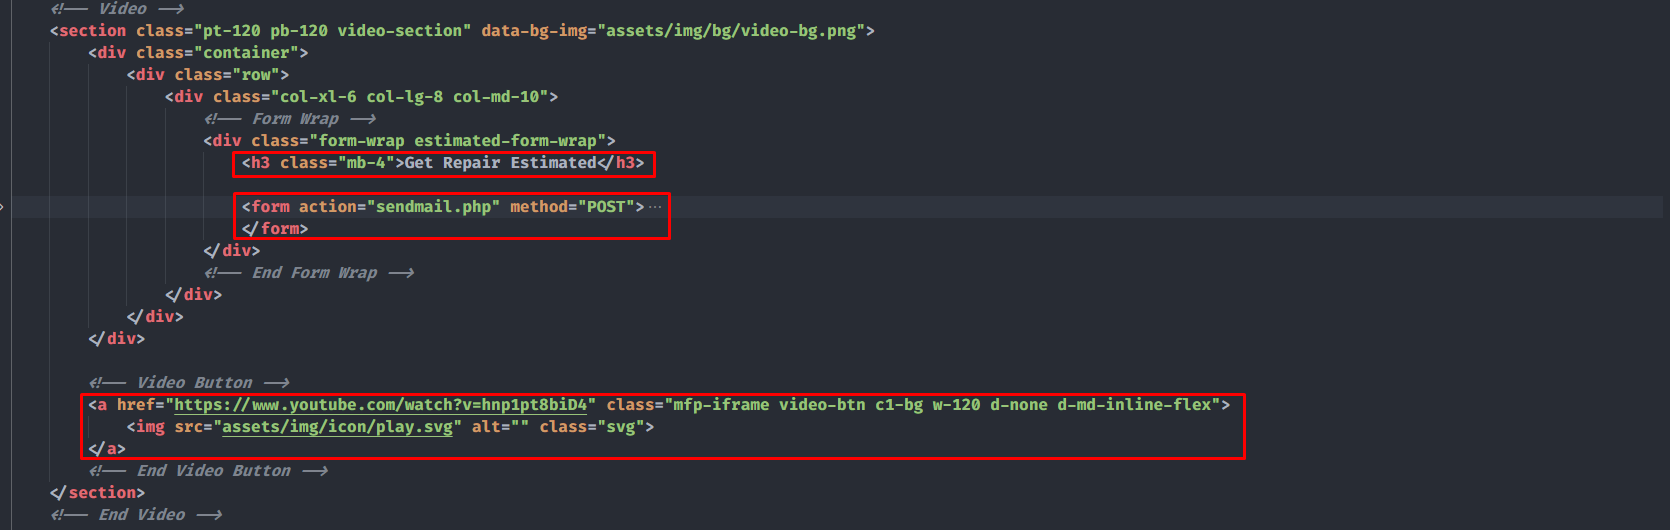 <!-- Video -->
<section class="pt-120 pb-120 video-section" data-bg-img="assets/img/bg/video-bg.png">
<div class="container">
<div class="row">
<div class="col-xl-6 col-lg-8 col-md-10">
<!-- Form Wrap -->
<div class="form-wrap estimated-form-wrap">
<h3 class="mb-4">Get Repair Estimated</h3>
<form action="sendmail.php" method="POST">...
</form>
</div>
<!-- End Form Wrap -->
</div>
</div>
</div>
<!-- Video Button -->
<a href="https://www.youtube.com/watch?v=hnp1pt8biD4" class="mfp-iframe video-btn c1-bg w-120 d-none d-md-inline-flex">
<img src="assets/img/icon/play.svg" alt="" class="svg">
</a>
<!-- End Video Button -->
</section>
<!-- End Video -->